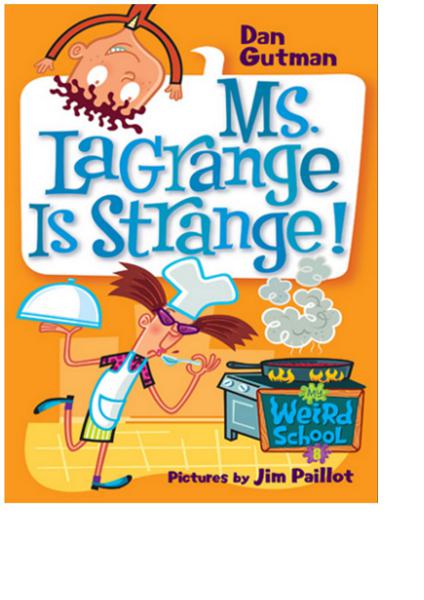 Dan
Gutman
Ms.
LaGrange
Is Strange!
My
Weird
School
8
Pictures by Jim Paillot